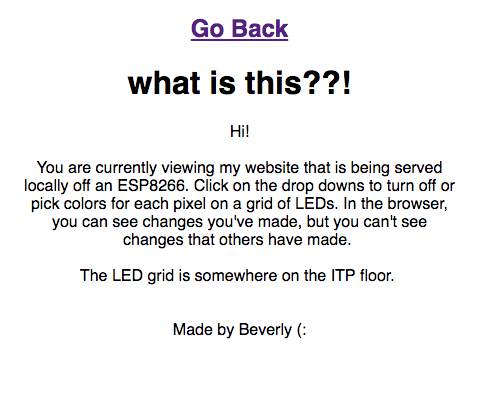 Go Back
what is this??!
Hi!
You are currently viewing my website that is being served
locally off an ESP8266. Click on the drop downs to turn off or
pick colors for each pixel on a grid of LEDs. In the browser,
you can see changes you've made, but you can't see
changes that others have made.
The LED grid is somewhere on the ITP floor.
Made by Beverly (: